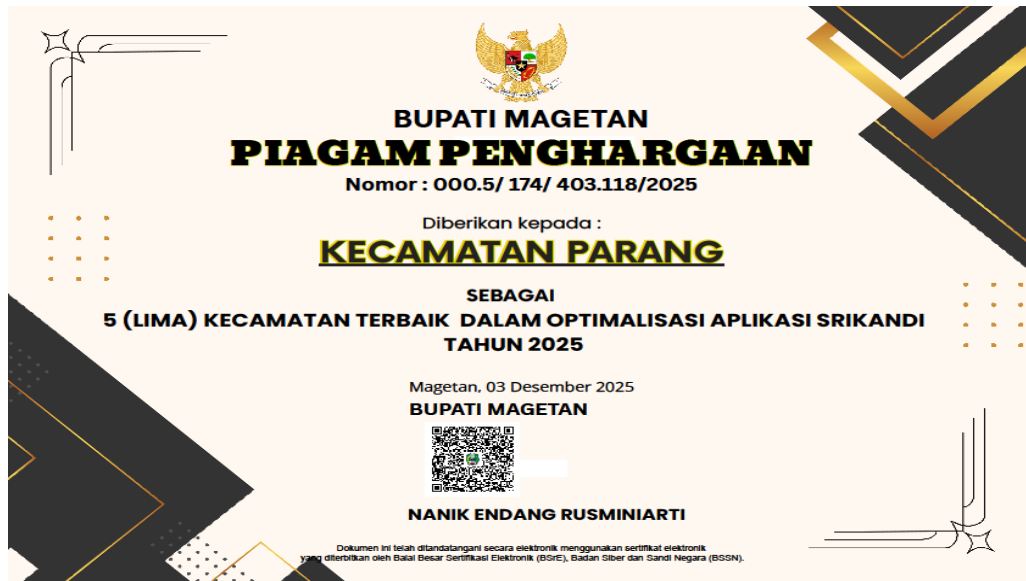 BUPATI MAGETAN
PIAGAM PENGHARGAAN
Nomor : 000.5/ 174/ 403.118/2025
Diberikan kepada :
KECAMATAN PARANG
SEBAGAI
5 (LIMA) KECAMATAN TERBAIK DALAM OPTIMALISASI APLIKASI SRIKANDI
TAHUN 2025
Magetan, 03 Desember 2025
BUPATI MAGETAN
NANIK ENDANG RUSMINIARTI
Dokumen ini telah ditandatangani secara elektronik menggunakan sertifikat elektronik
yang diterbitkan oleh Balai Besar Sertifikasi Elektronik (BSrE), Badan Siber dan Sandi Negara (BSSN).